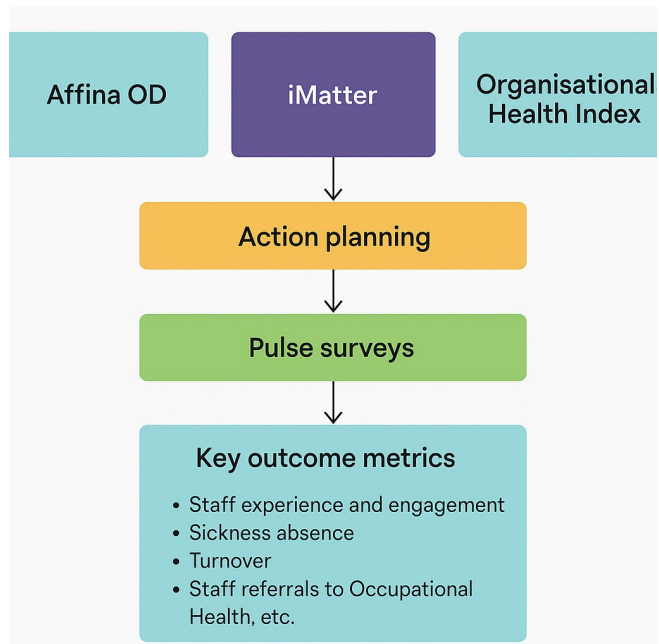 Affina OD
iMatter
Organisational
Health Index
Action planning
Pulse surveys
Key outcome metrics
• Staff experience and engagement
• Sickness absence
• Turnover
• Staff referrals to Occupational
Health, etc.